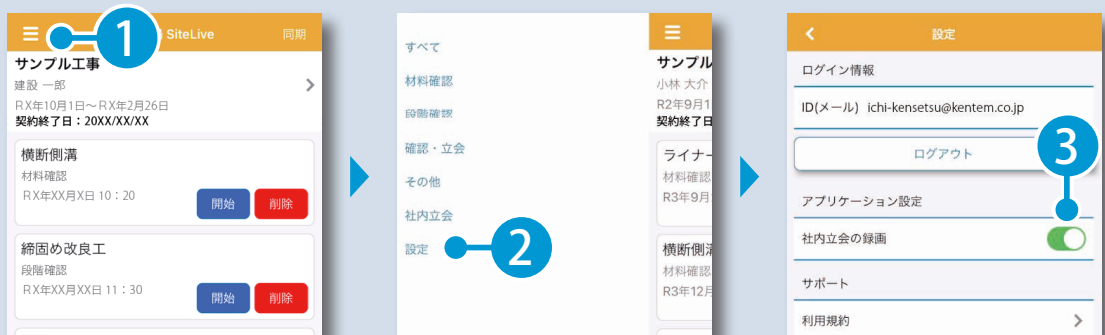 1
SiteLive
同期
サンプル工事
建設 一郎
RX年10月1日〜RX年2月26日
契約終了日：20XX/XX/XX
横断側溝
材料確認
RX年XX月X日 10：20
開始
削除
締固め改良工
段階確認
RX年XX月XX日 11：30
開始
削除
すべて
材料確認
段階確認
確認・立会
その他
社内立会
設定
2
サンプル
小林 大介
R2年9月1
契約終了日
ライナー
材料確認
R3年9月
横断側溝
材料確認
R3年12月
設定
ログイン情報
ID(メール) ichi-kensetsu@kentem.co.jp
ログアウト
3
アプリケーション設定
社内立会の録画
サポート
利用規約